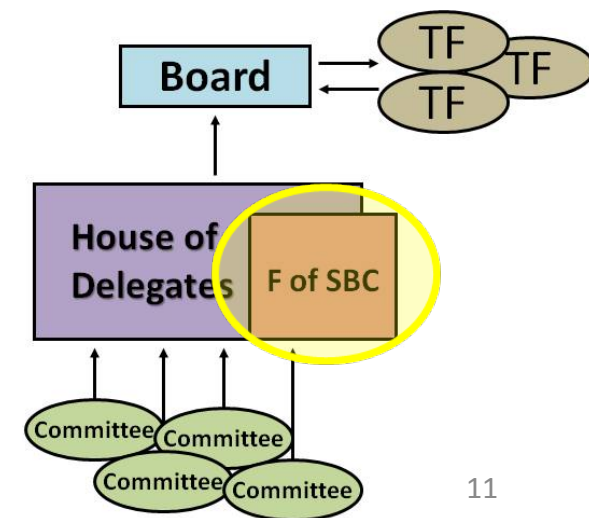 TF
TF
TF
Board
House of
Delegates
F of SBC
Committee
Committee
Committee
Committee
11